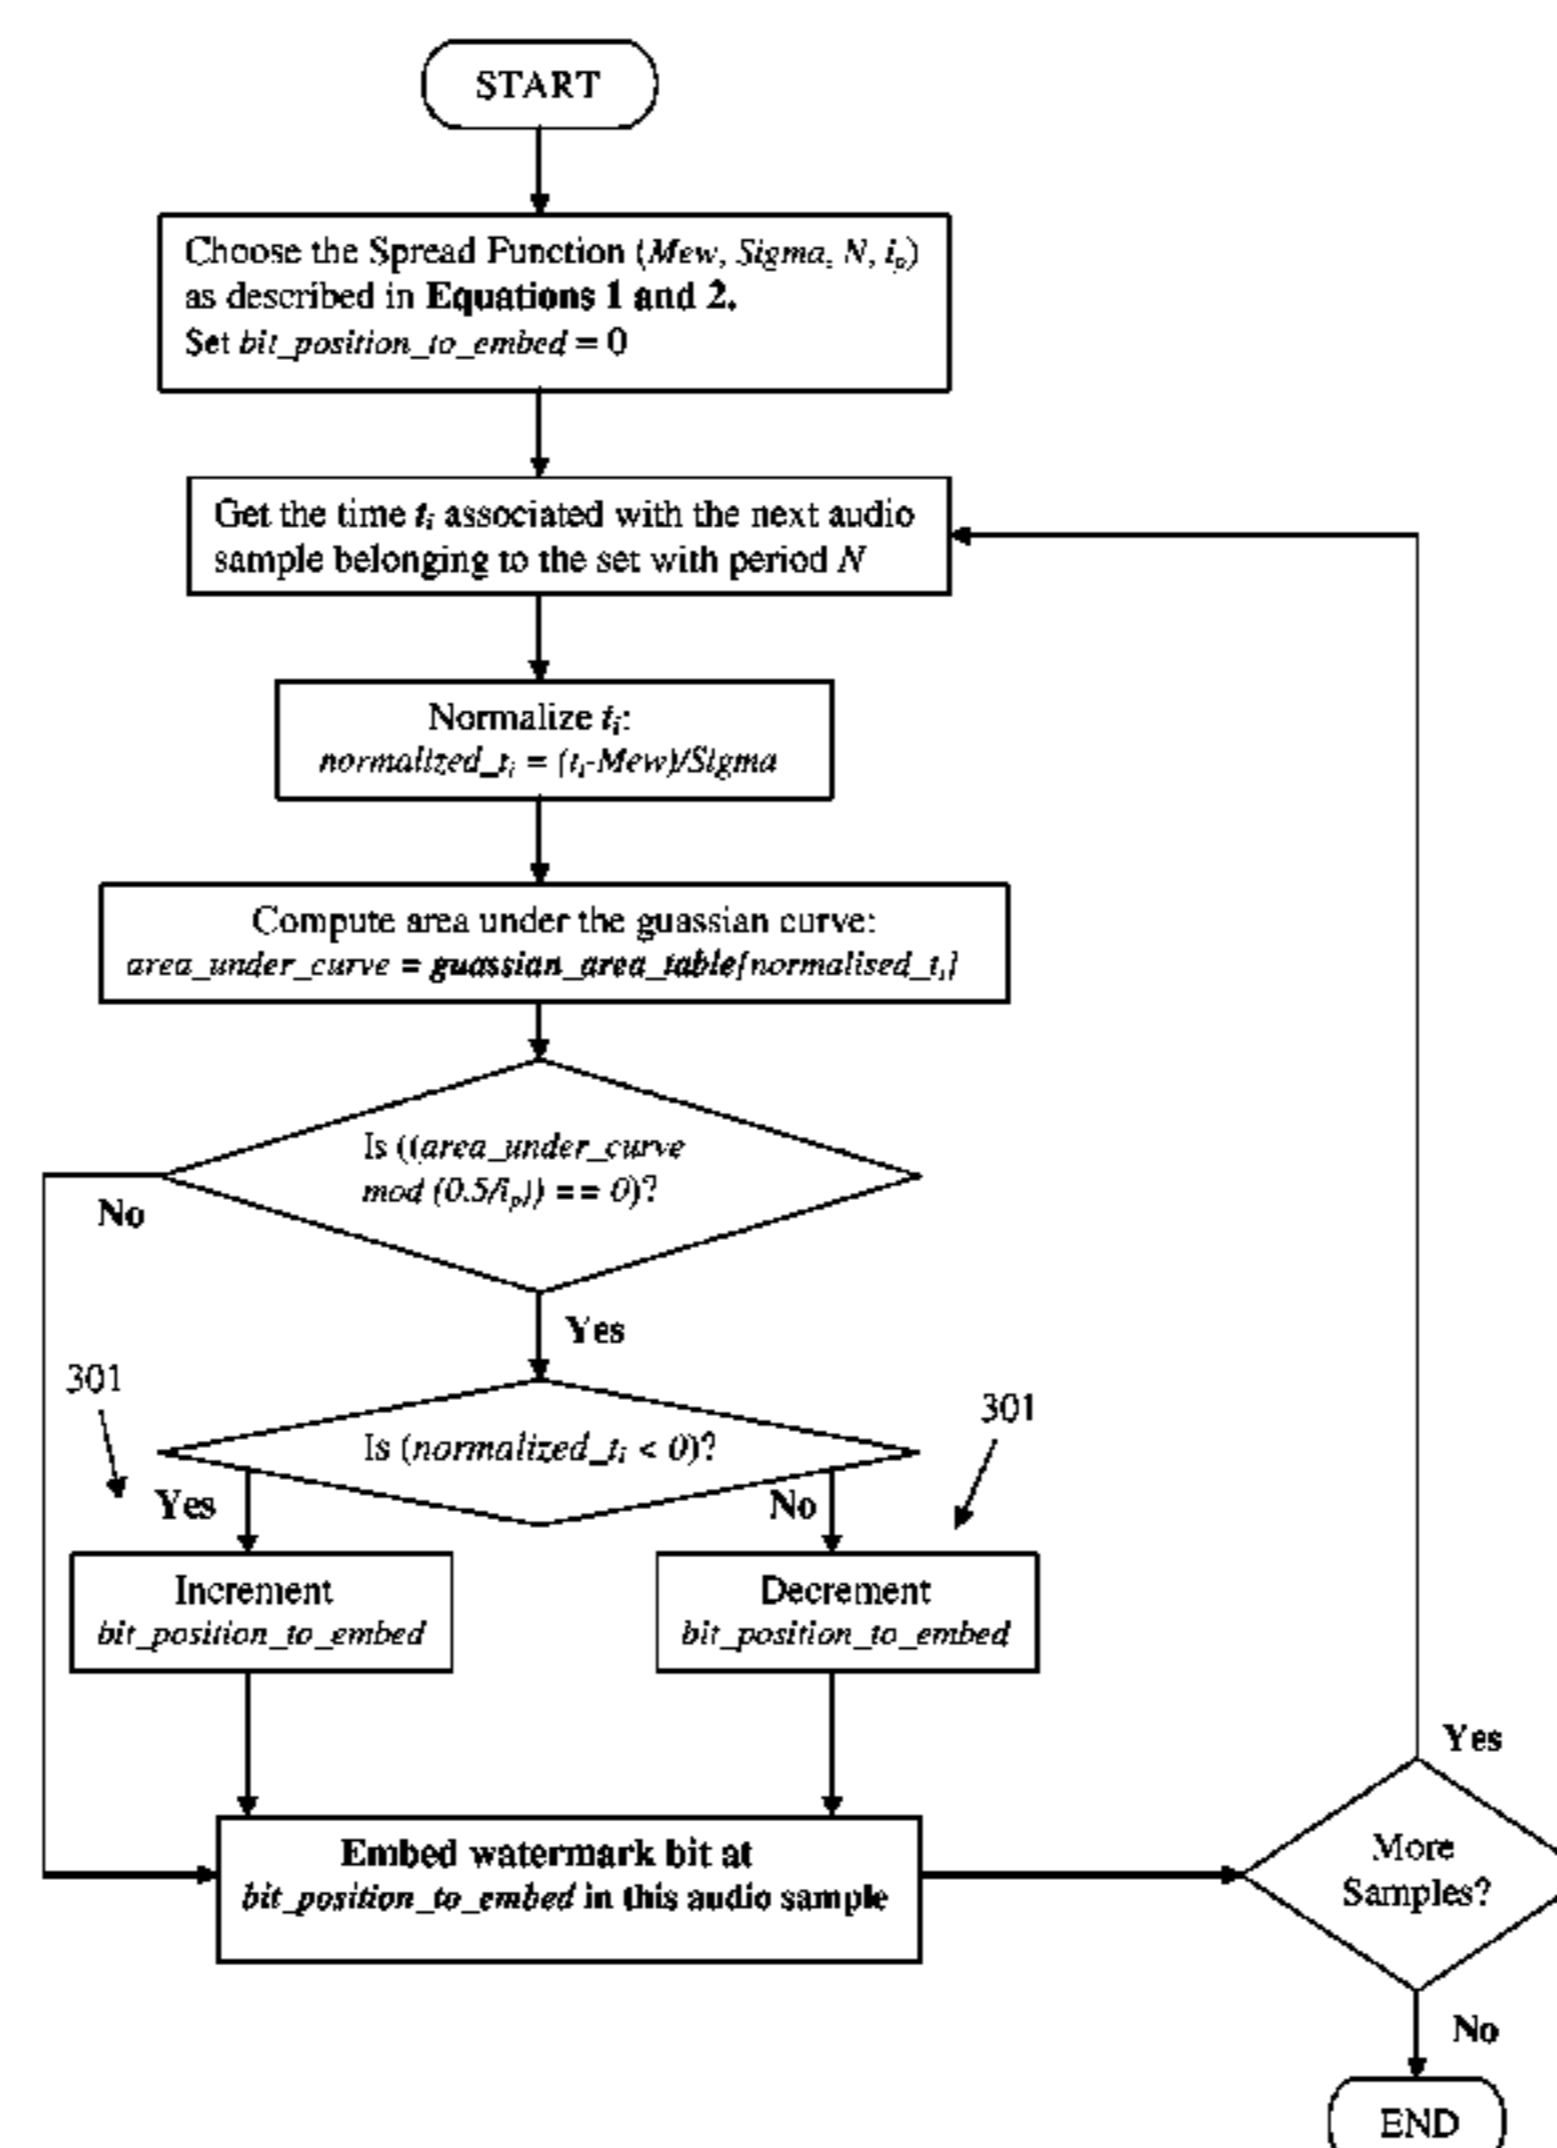 START
Choose the Spread Function (Mew, Sigma, N, ip)
as described in Equations 1 and 2.
Set bit_position_to_embed = 0
Get the time ti associated with the next audio
sample belonging to the set with period N
Normalize ti:
normalized_ti = (ti-Mew)/Sigma
Compute area under the guassian curve:
area_under_curve = guassian_area_table[normalised_ti]
Is ((area_under_curve
mod (0.5/ip)) == 0)?
No
Yes
301
301
Is (normalized_ti < 0)?
Yes
No
Increment
bit_position_to_embed
Decrement
bit_position_to_embed
Yes
Embed watermark bit at
bit_position_to_embed in this audio sample
More
Samples?
No
END